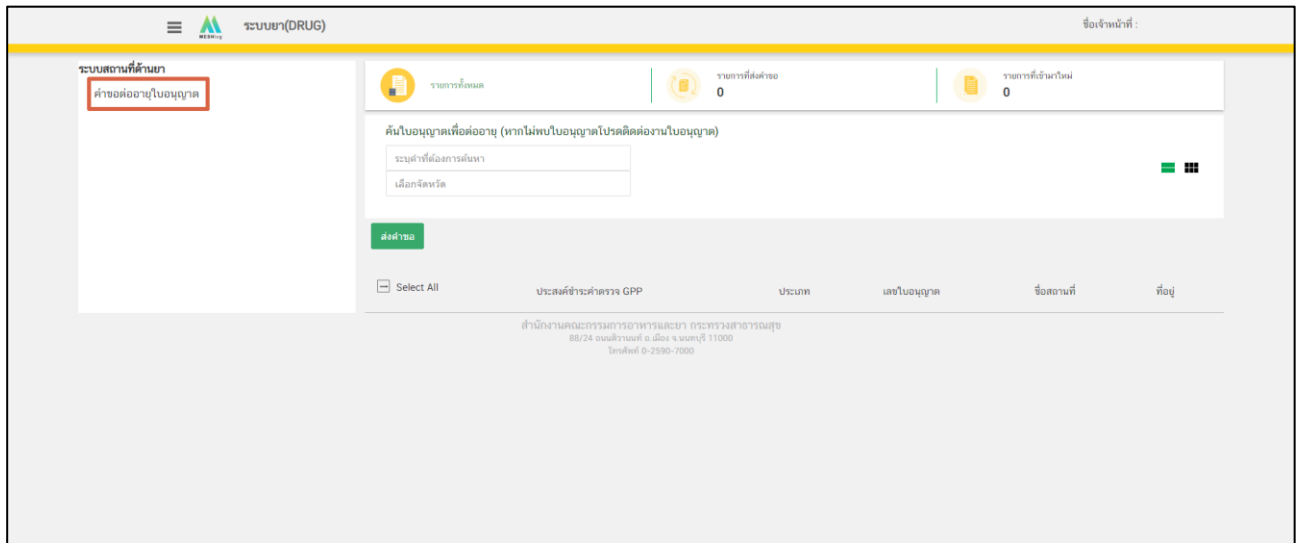 ระบบยา(DRUG)
ชื่อเจ้าหน้าที่ :
ระบบสถานที่ด้านยา
คำขอต่ออายุใบอนุญาต
รายการทั้งหมด
รายการที่ส่งคำขอ
0
รายการที่เข้ามาใหม่
0
ค้นใบอนุญาตเพื่อต่ออายุ (หากไม่พบใบอนุญาตโปรดติดต่องานใบอนุญาต)
ระบุคำที่ต้องการค้นหา
เลือกจังหวัด
ส่งคำขอ
Select All ประสงค์ชำระค่าตรวจ GPP ประเภท เลขใบอนุญาต ชื่อสถานที่ ที่อยู่
สำนักงานคณะกรรมการอาหารและยา กระทรวงสาธารณสุข
88/24 ถนนติวานนท์ อ.เมือง จ.นนทบุรี 11000
โทรศัพท์ 0-2590-7000